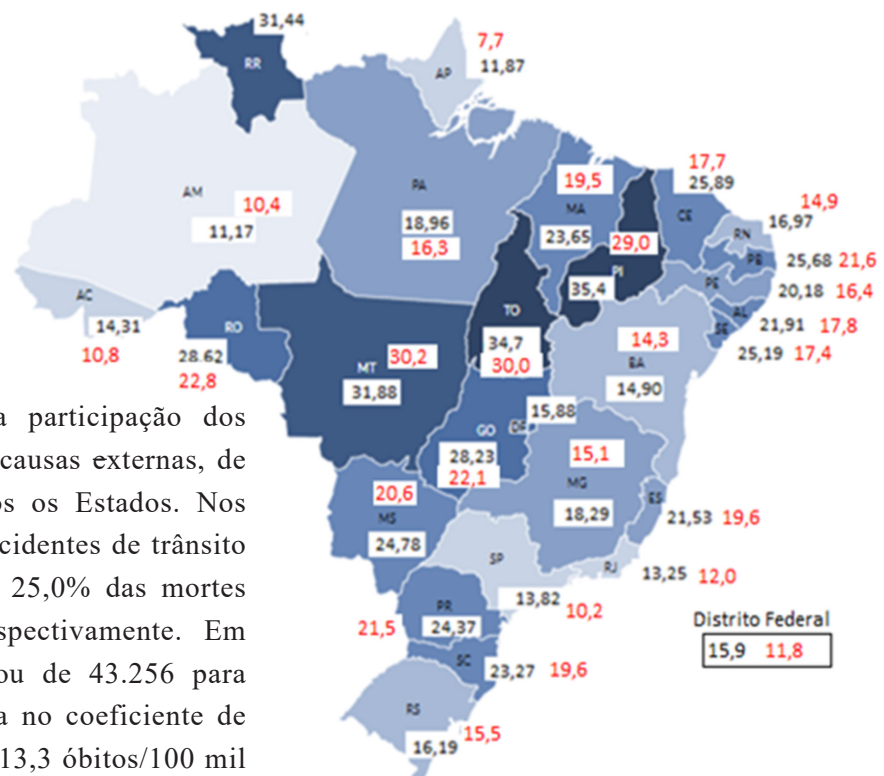 31,44
RR
7,7
AP
11,87
AM
10,4
11,17
PA
18,96
16,3
19,5
MA
23,65
17,7
25,89
CE
14,9
16,97
RN
29,0
PI
35,4
PB
25,68 21,6
PE
20,18 16,4
AL
21,91 17,8
SE
25,19 17,4
AC
14,31
10,8
RO
28.62
22,8
TO
34,7
30,0
MT
30,2
31,88
14,3
BA
14,90
15,88
GO
DF
28,23
22,1
15,1
MG
18,29
ES
21,53 19,6
20,6
MS
24,78
SP
13,82
10,2
RJ
13,25 12,0
PR
21,5
24,37
SC
23,27 19,6
RS
15,5
16,19
Distrito Federal
15,9 11,8
a participação dos
causas externas, de
os os Estados. Nos
cidentes de trânsito
25,0% das mortes
spectivamente. Em
ou de 43.256 para
a no coeficiente de
13,3 óbitos/100 mil